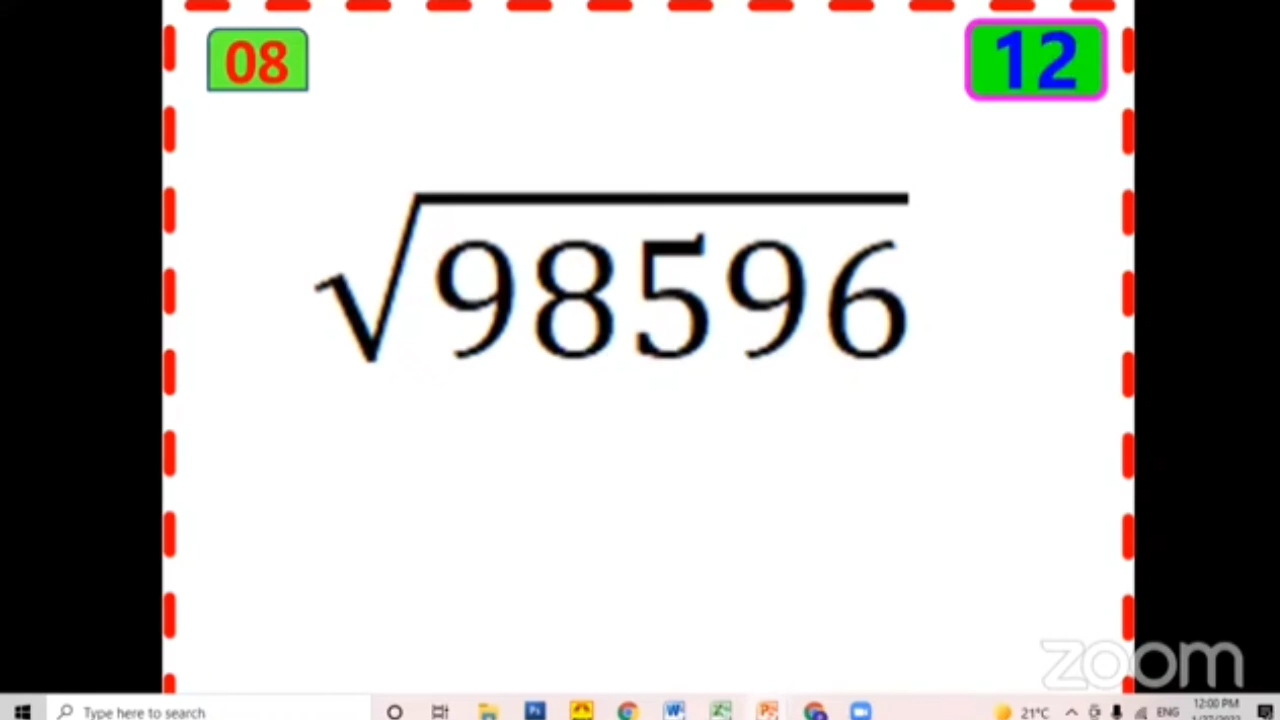 08
12
√98596
zoom
Type here to search
21°C
ENG
12:00 PM